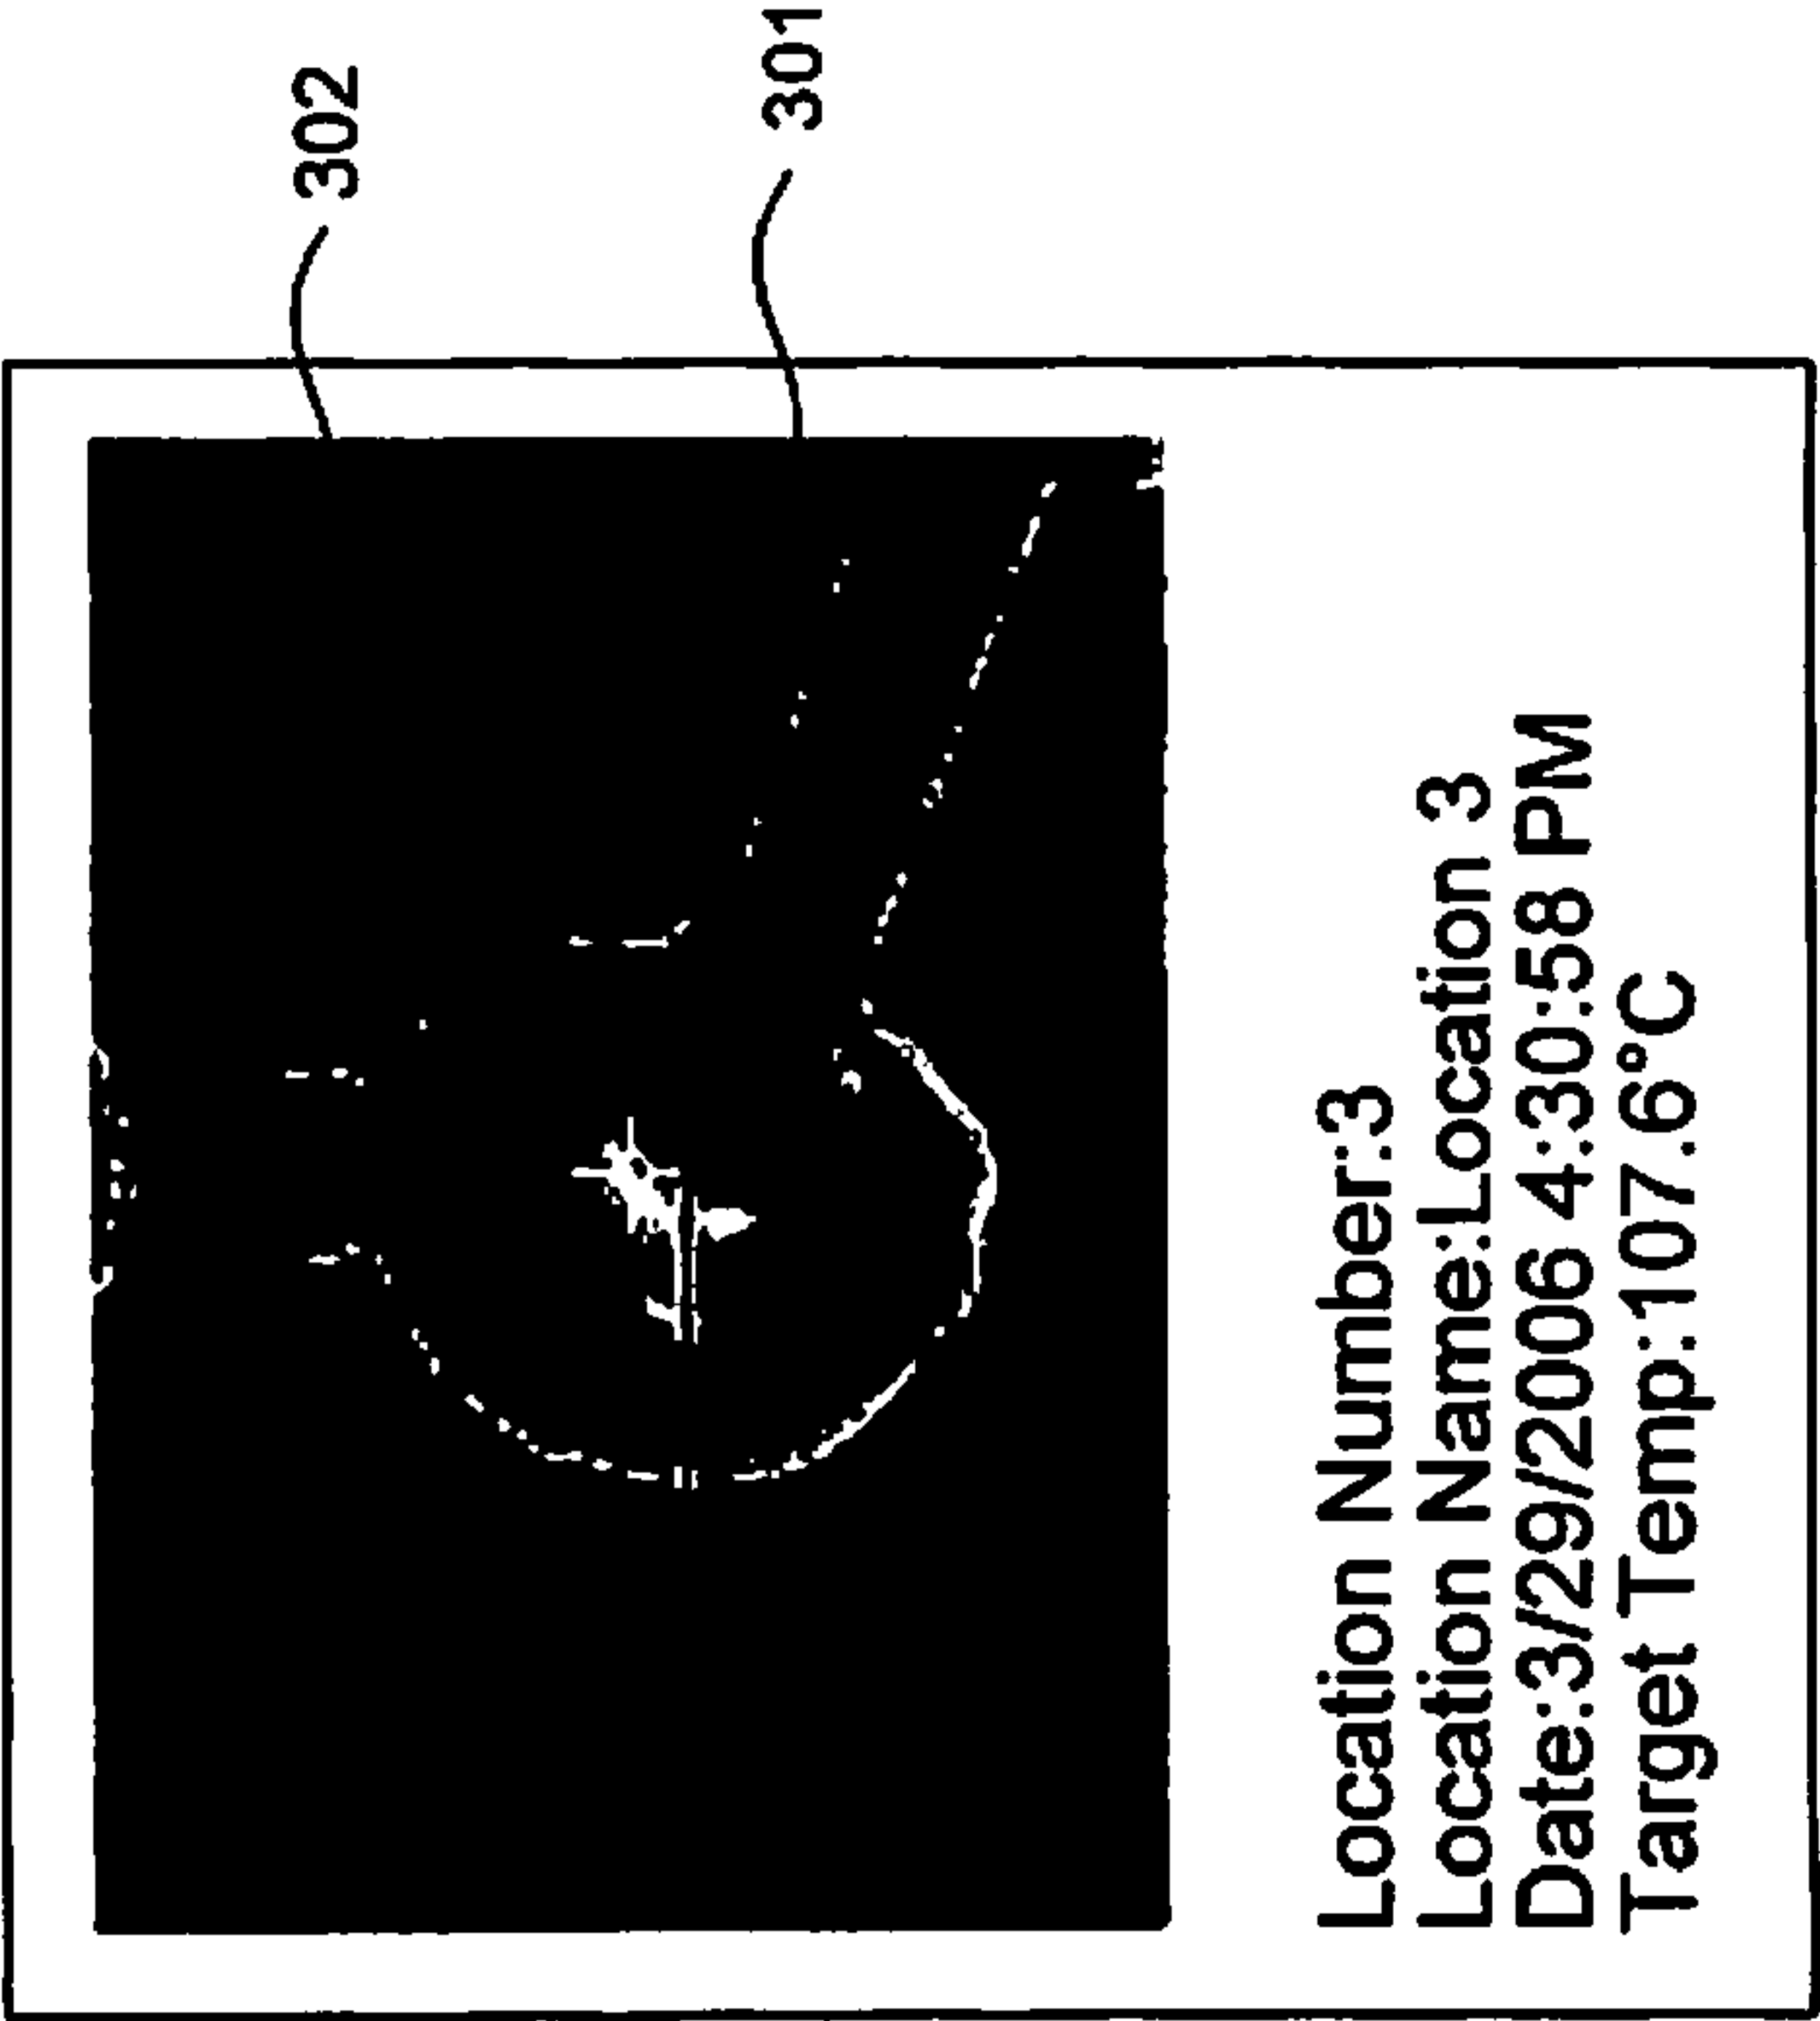 302
301
Location Number:3
Location Name:Location 3
Date:3/29/2006 4:30:58 PM
Target Temp:107.6°C